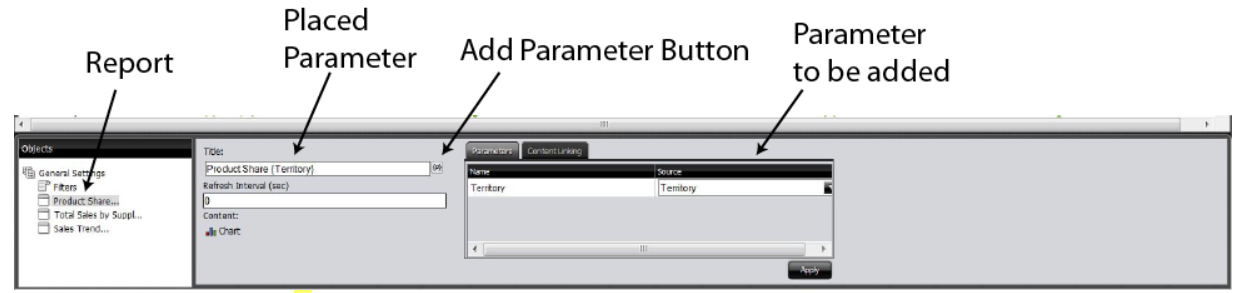 Placed
Parameter
Report
Add Parameter Button
Parameter
to be added
Objects
General Settings
Filters
Product Share...
Total Sales by Suppl...
Sales Trend...
Title:
Product Share {Territory}
Refresh Interval (sec)
0
Content:
Chart
Parameters Content Linking
Name Source
Territory Territory
Apply